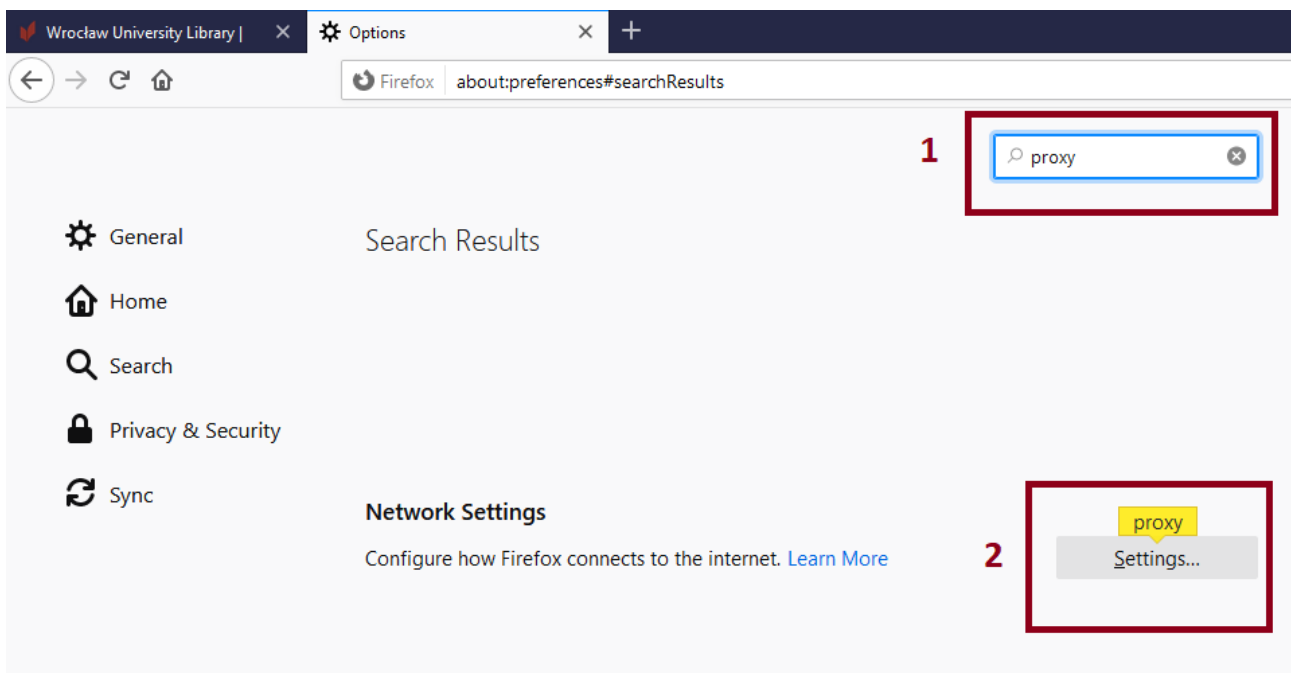 Wrocław University Library |
Options
Firefox about:preferences#searchResults
1
proxy
General
Search Results
Home
Search
Privacy & Security
Sync
Network Settings
proxy
Configure how Firefox connects to the internet. Learn More
2
Settings...